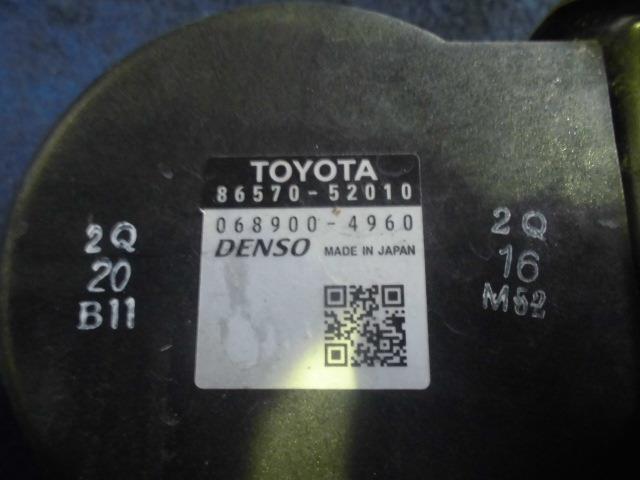 TOYOTA
86570-52010
068900-4960
DENSO MADE IN JAPAN
2Q
20
B11
2Q
16
M52